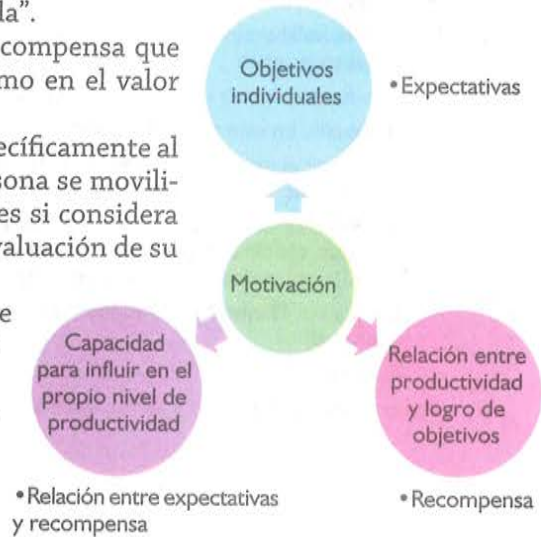 la”.
compensa que
mo en el valor
ecíficamente al
sona se movili-
es si considera
valuación de su
e
Objetivos
individuales
• Expectativas
Motivación
Capacidad
para influir en el
propio nivel de
productividad
• Relación entre expectativas
y recompensa
Relación entre
productividad
y logro de
objetivos
• Recompensa